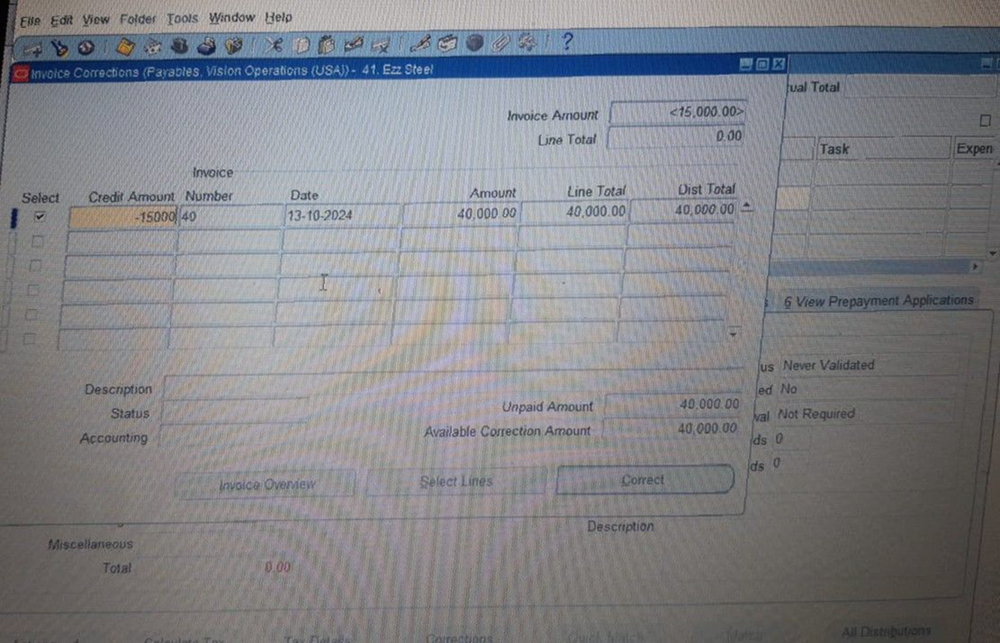 File Edit View Folder Tools Window Help
Invoice Corrections (Payables, Vision Operations (USA)) - 41, Ezz Steel
ual Total
Invoice Amount <15,000.00>
Line Total 0.00
Task Expen
Invoice
Select Credit Amount Number Date Amount Line Total Dist Total
-15000 40 13-10-2024 40,000.00 40,000.00 40,000.00
6 View Prepayment Applications
us Never Validated
Description
ed No
Status Unpaid Amount 40,000.00
val Not Required
Accounting Available Correction Amount 40,000.00
ds 0
ds 0
Invoice Overview Select Lines Correct
Description
Miscellaneous
Total 0.00
Calculate Tax Tax Details Corrections Quick Match Match All Distributions